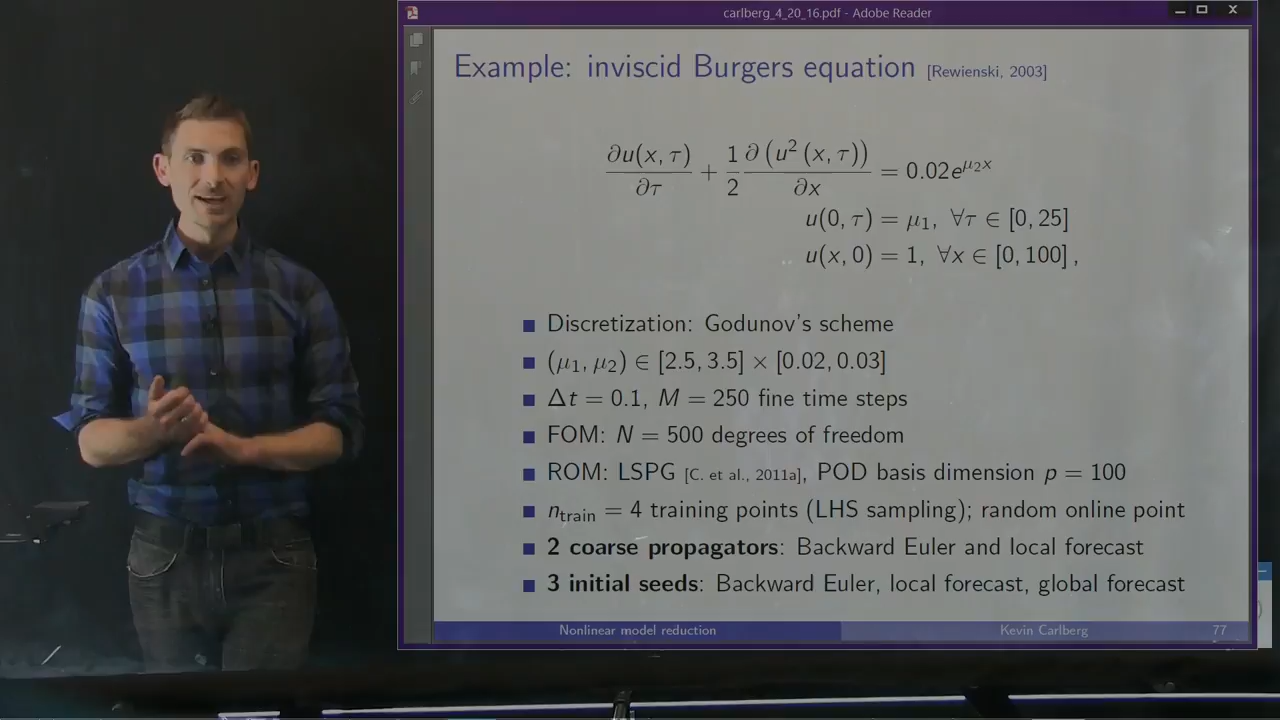 carlberg_4_20_16.pdf - Adobe Reader
Example: inviscid Burgers equation [Rewienski, 2003]
∂u(x, τ)/∂τ + 1/2 ∂(u²(x, τ))/∂x = 0.02e^{μ₂x}
u(0, τ) = μ₁, ∀τ ∈ [0, 25]
u(x, 0) = 1, ∀x ∈ [0, 100],
Discretization: Godunov's scheme
(μ₁, μ₂) ∈ [2.5, 3.5] × [0.02, 0.03]
Δt = 0.1, M = 250 fine time steps
FOM: N = 500 degrees of freedom
ROM: LSPG [C. et al., 2011a], POD basis dimension p = 100
n_train = 4 training points (LHS sampling); random online point
2 coarse propagators: Backward Euler and local forecast
3 initial seeds: Backward Euler, local forecast, global forecast
Nonlinear model reduction Kevin Carlberg 77